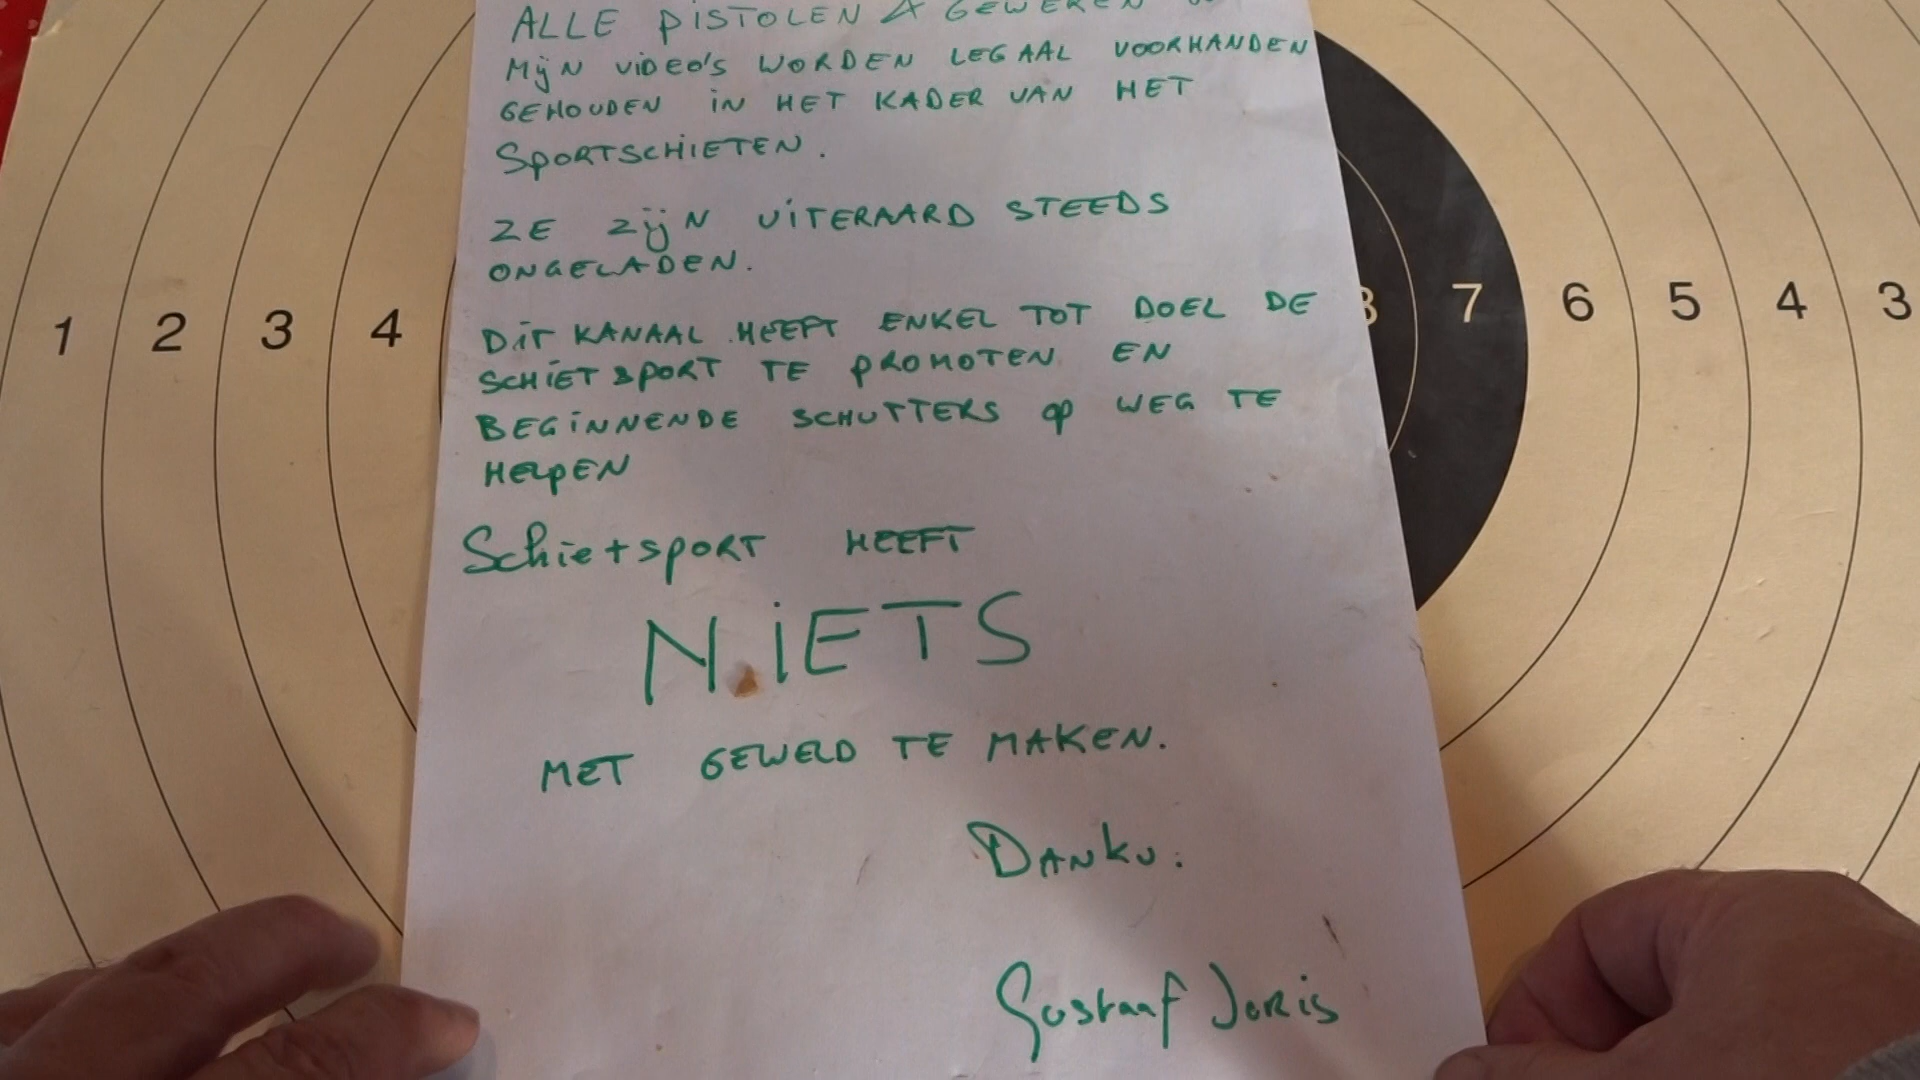 ALLE PISTOLEN & GEWEREN
MijN ViDEO'S WORDEN LEGAAL VOORHANDEN
GEHOUDEN iN HET KADER VAN HET
SPORTSCHIETEN.
ZE ZijN UiTERAARD STEEDS
ONGELADEN.
DiT KANAAL HEEFT ENKEL TOT DOEL DE
SCHiETSPORT TE PROMOTEN EN
BEGiNNENDE SCHUTTERS OP WEG TE
HELPEN
SchietsPORT HEEFT
NiETS
MET GEWELD TE MAKEN.
DANKU.
Gustaaf JORis
1 2 3 4 8 7 6 5 4 3